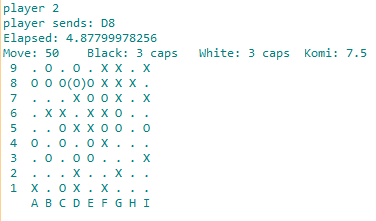 player 2
player sends: D8
Elapsed: 4.87799978256
Move: 50    Black: 3 caps   White: 3 caps   Komi: 7.5
 9  . O . O . X X . X
 8  O O O(O)O X X X .
 7  . . . X O O X . X
 6  . X X . X X O . .
 5  . . O X X O O . O
 4  O . O . O X . . .
 3  . O . O O . . . X
 2  . . . X . . X . .
 1  X . O X . X . . .
    A B C D E F G H I